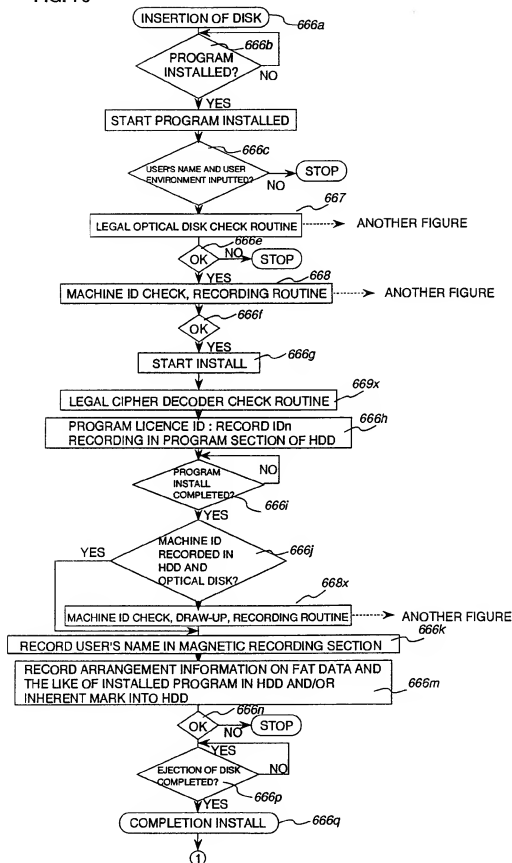 INSERTION OF DISK
666a
666b
PROGRAM
INSTALLED?
NO
YES
START PROGRAM INSTALLED
666c
USER'S NAME AND USER
ENVIRONMENT INPUTTED?
STOP
NO
667
LEGAL OPTICAL DISK CHECK ROUTINE
ANOTHER FIGURE
666e
OK
NO
STOP
YES
668
MACHINE ID CHECK, RECORDING ROUTINE
ANOTHER FIGURE
666f
OK
YES
666g
START INSTALL
669x
LEGAL CIPHER DECODER CHECK ROUTINE
PROGRAM LICENCE ID : RECORD IDn
RECORDING IN PROGRAM SECTION OF HDD
666h
NO
PROGRAM
INSTALL
COMPLETED?
666i
YES
YES
MACHINE ID
RECORDED IN
HDD AND
OPTICAL DISK?
666j
668x
MACHINE ID CHECK, DRAW-UP, RECORDING ROUTINE
ANOTHER FIGURE
666k
RECORD USER'S NAME IN MAGNETIC RECORDING SECTION
RECORD ARRANGEMENT INFORMATION ON FAT DATA AND
THE LIKE OF INSTALLED PROGRAM IN HDD AND/OR
INHERENT MARK INTO HDD
666m
666n
OK
NO
STOP
YES
EJECTION OF DISK
COMPLETED?
NO
666p
YES
COMPLETION INSTALL
666q
1